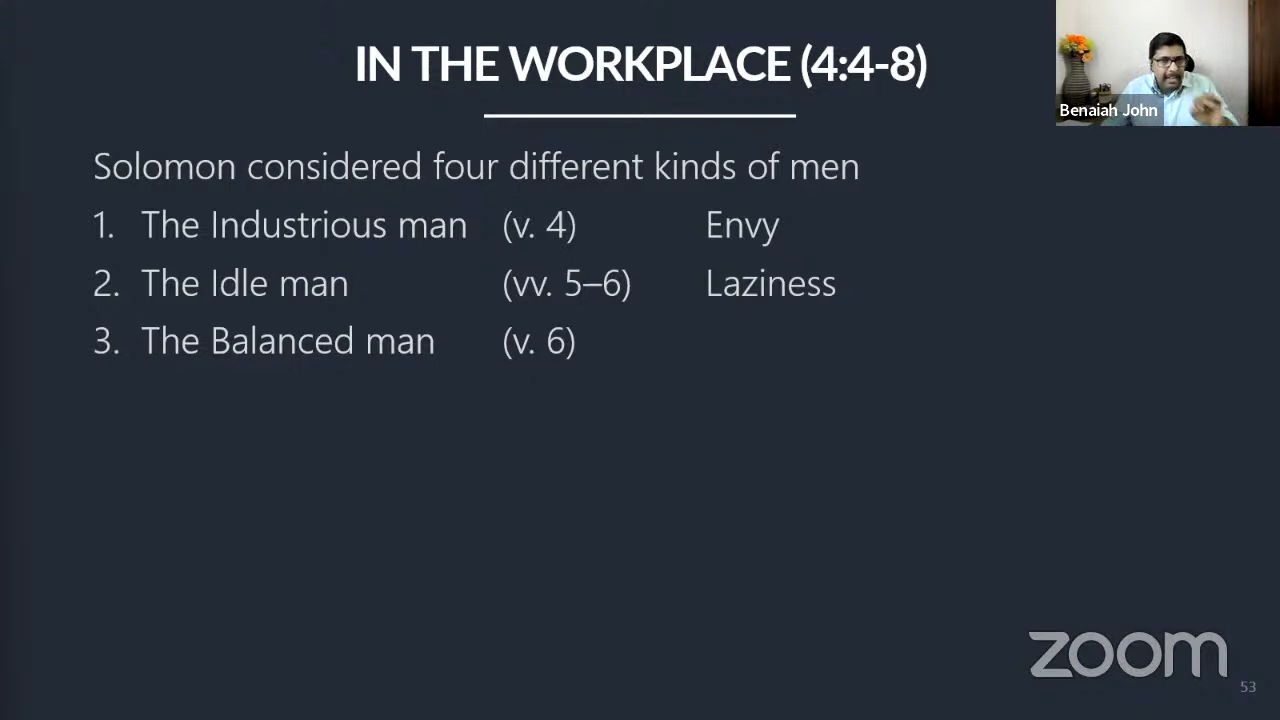 IN THE WORKPLACE (4:4-8)
Benaiah John
Solomon considered four different kinds of men
1. The Industrious man (v. 4) Envy
2. The Idle man (vv. 5–6) Laziness
3. The Balanced man (v. 6)
zoom
53